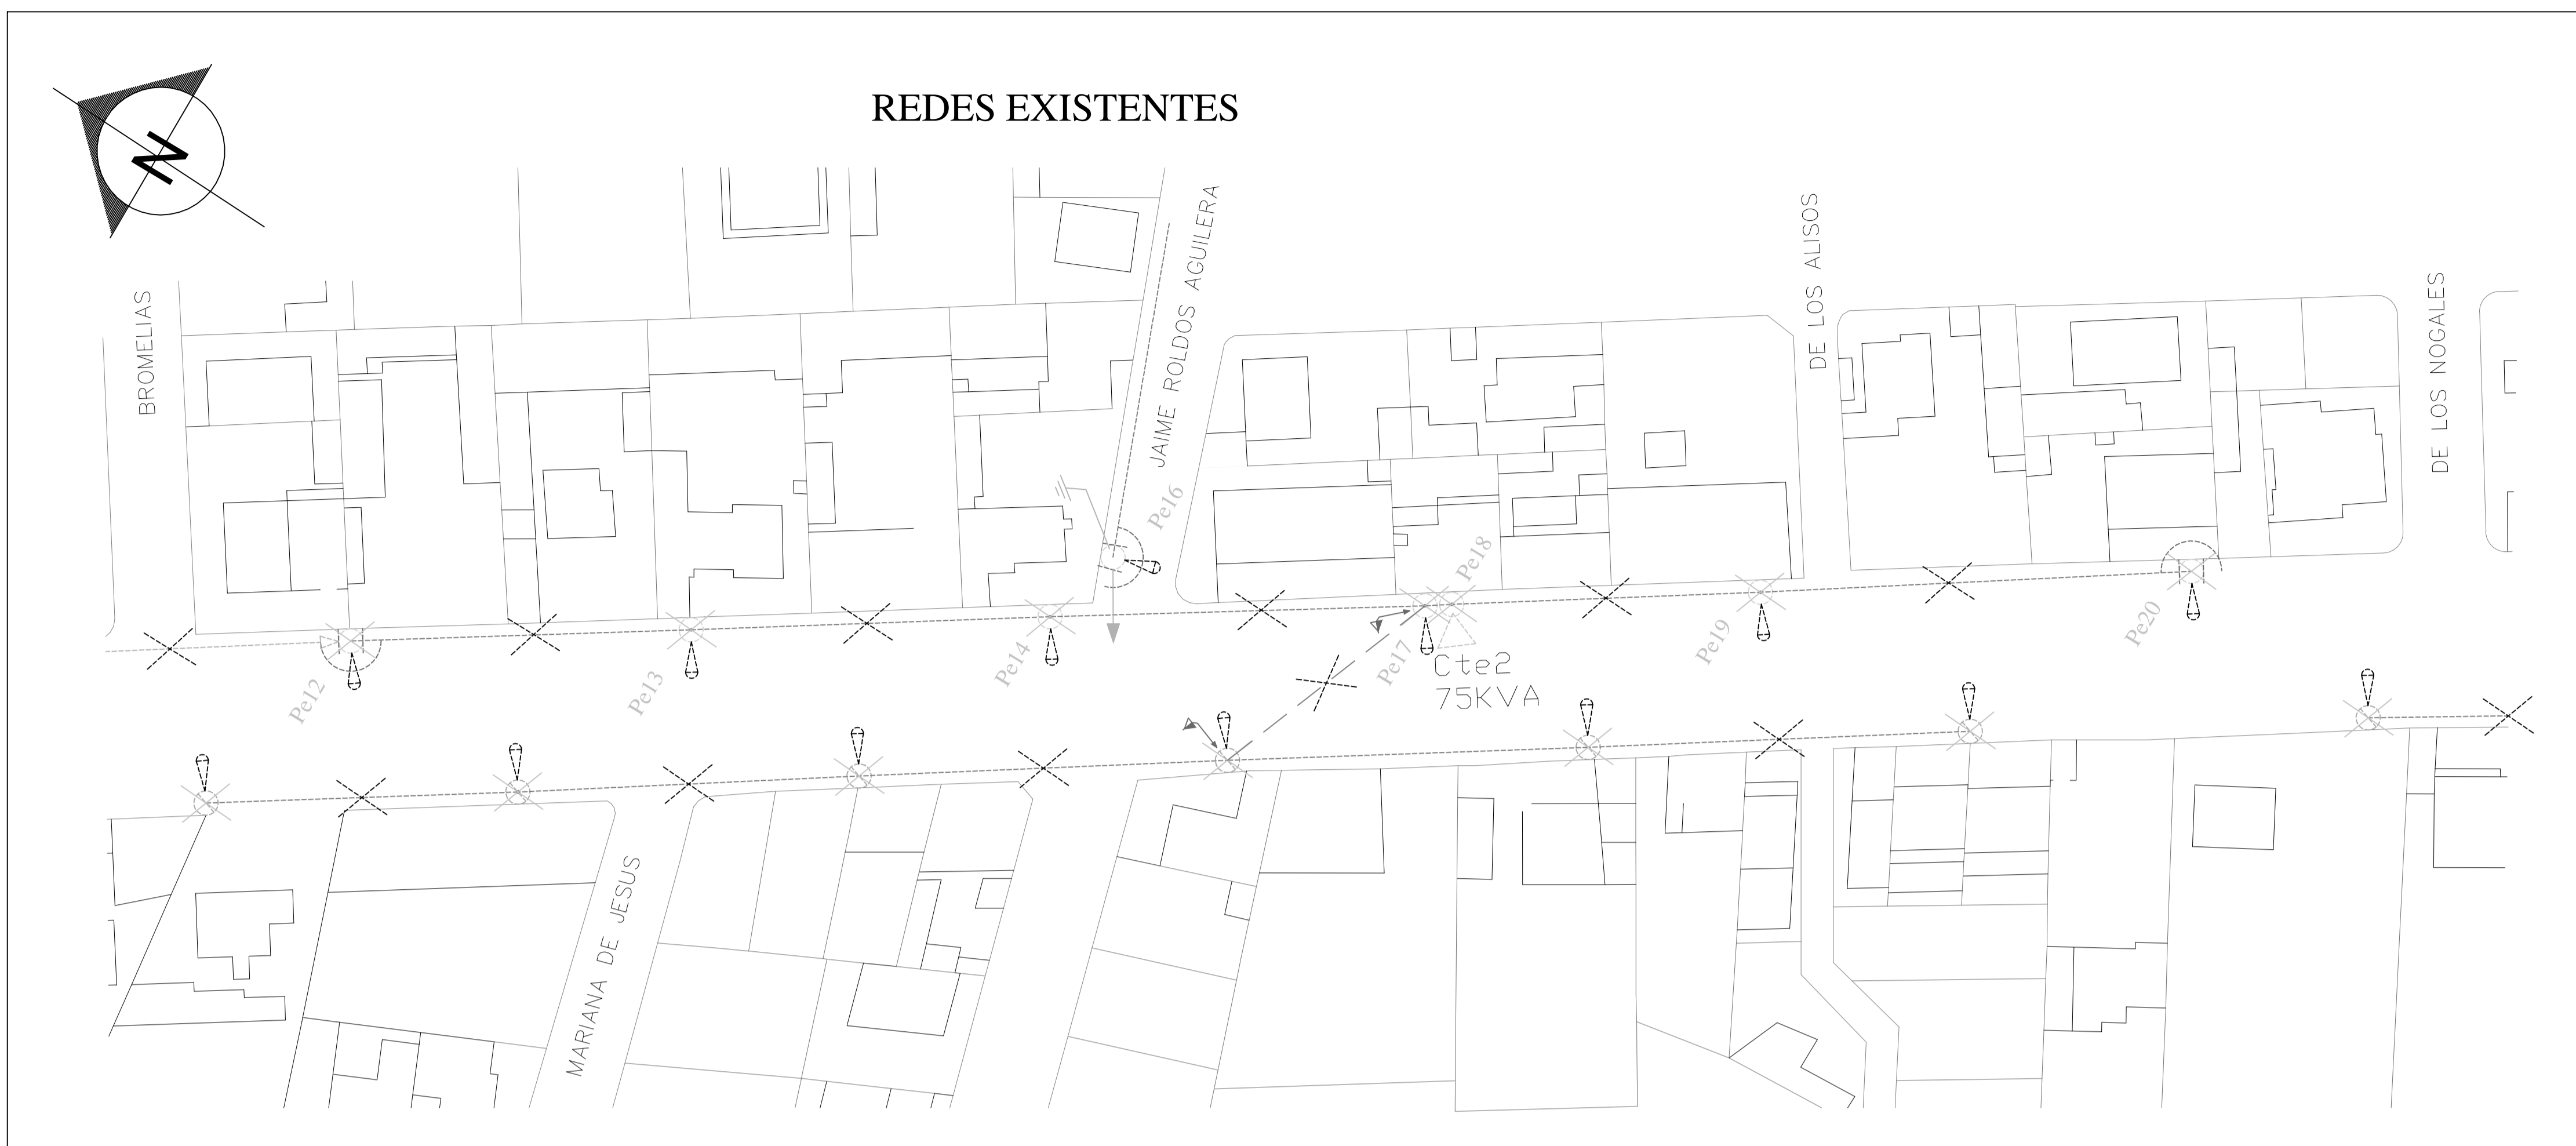 REDES EXISTENTES
N
BROMELIAS
JAIME ROLDOS AGUILERA
DE LOS ALISOS
DE LOS NOGALES
Pe16
Pe18
Pe12
Pe13
Pe14
Pe17
Pe19
Pe20
Cte2
75KVA
MARIANA DE JESUS